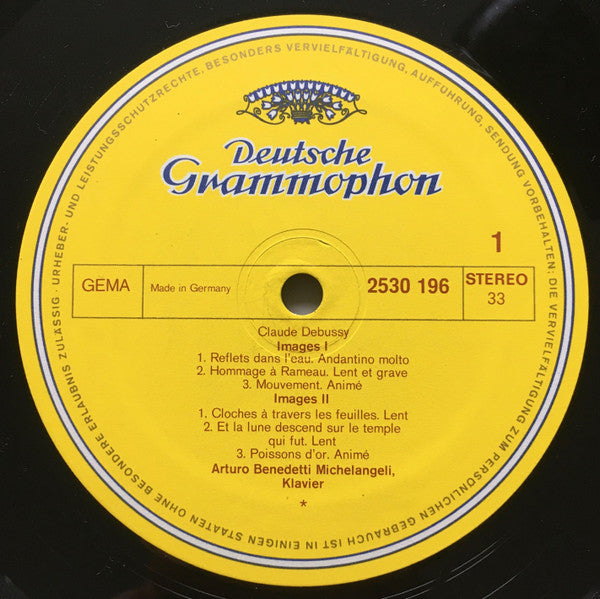 URHEBER- UND LEISTUNGSSCHUTZRECHTE, BESONDERS VERVIELFÄLTIGUNG, AUFFÜHRUNG, SENDUNG VORBEHALTEN; DIE VERVIELFÄLTIGUNG ZUM PERSÖNLICHEN GEBRAUCH IST IN EINIGEN STAATEN OHNE BESONDERE ERLAUBNIS ZULÄSSIG ·
Deutsche
Grammophon
1
GEMA Made in Germany 2530 196 STEREO
33
Claude Debussy
Images I
1. Reflets dans l'eau. Andantino molto
2. Hommage à Rameau. Lent et grave
3. Mouvement. Animé
Images II
1. Cloches à travers les feuilles. Lent
2. Et la lune descend sur le temple
qui fut. Lent
3. Poissons d'or. Animé
Arturo Benedetti Michelangeli,
Klavier
*